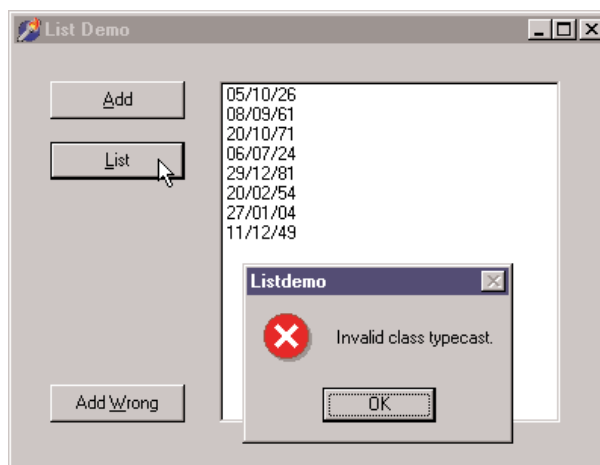 List Demo
Add
List
05/10/26
08/09/61
20/10/71
06/07/24
29/12/81
20/02/54
27/01/04
11/12/49
Listdemo
Invalid class typecast.
OK
Add Wrong